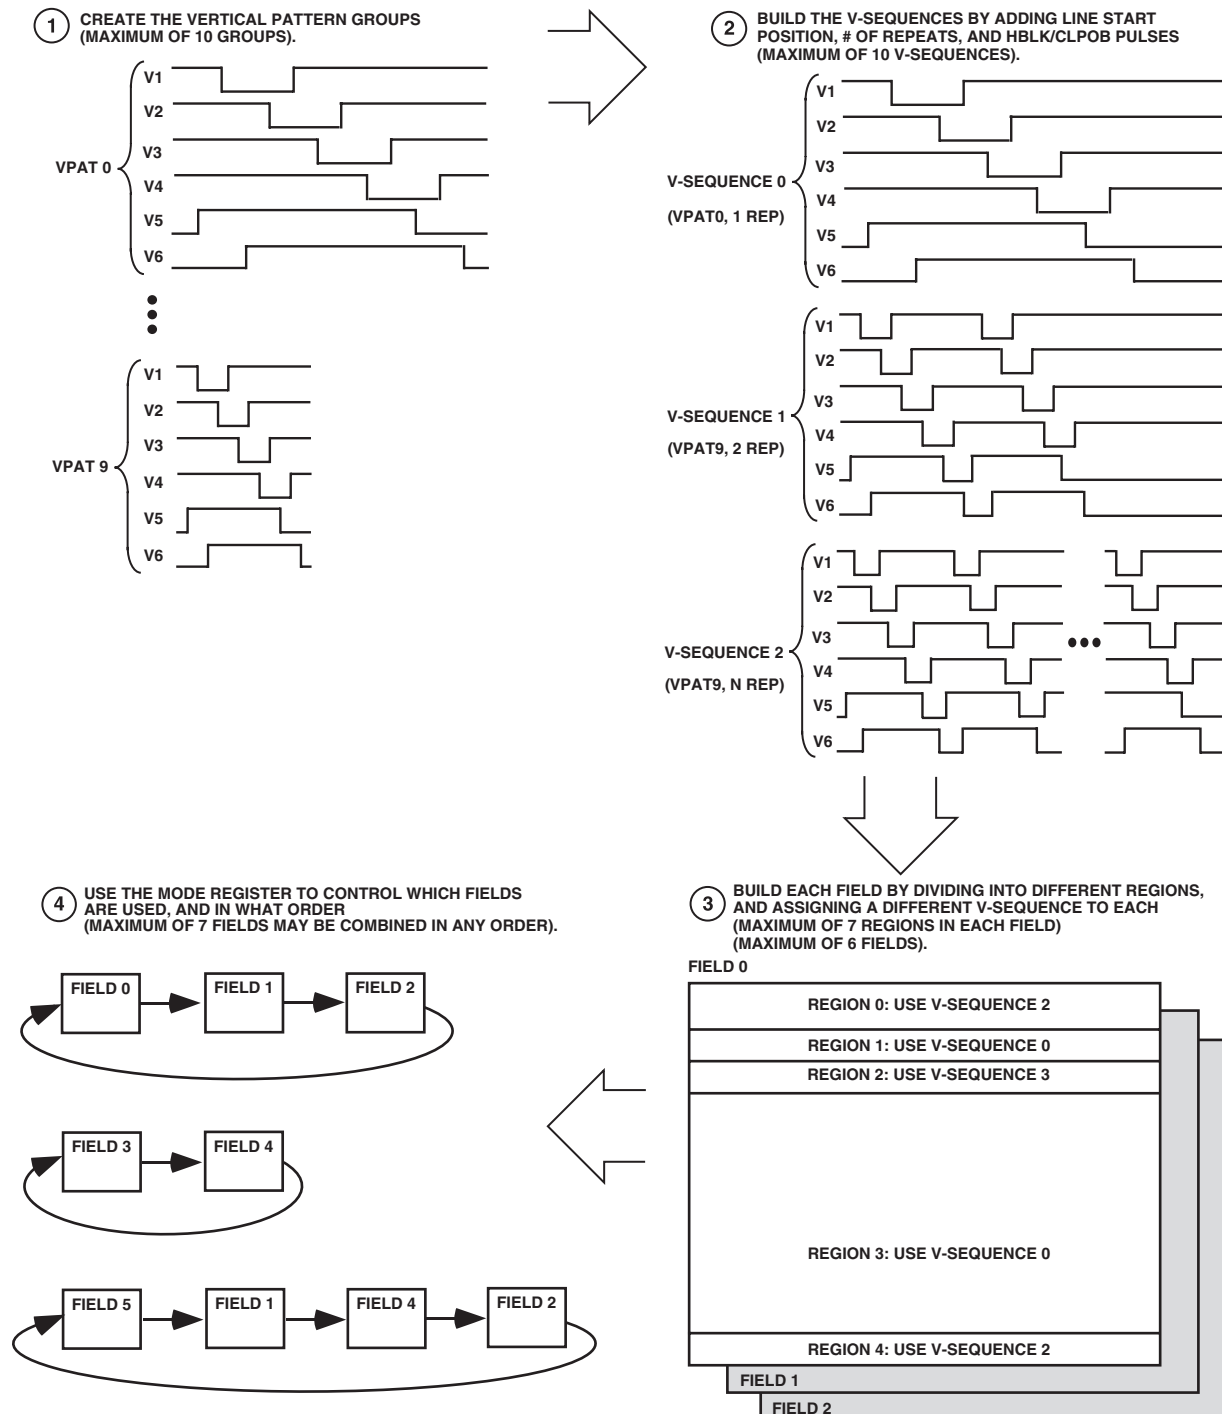 1 CREATE THE VERTICAL PATTERN GROUPS
(MAXIMUM OF 10 GROUPS).
V1
V2
V3
VPAT 0
V4
V5
V6
V1
V2
V3
VPAT 9
V4
V5
V6
2 BUILD THE V-SEQUENCES BY ADDING LINE START
POSITION, # OF REPEATS, AND HBLK/CLPOB PULSES
(MAXIMUM OF 10 V-SEQUENCES).
V1
V2
V3
V-SEQUENCE 0
V4
(VPAT0, 1 REP)
V5
V6
V1
V2
V3
V-SEQUENCE 1
V4
(VPAT9, 2 REP)
V5
V6
V1
V2
V3
V-SEQUENCE 2
V4
(VPAT9, N REP)
V5
V6
3 BUILD EACH FIELD BY DIVIDING INTO DIFFERENT REGIONS,
AND ASSIGNING A DIFFERENT V-SEQUENCE TO EACH
(MAXIMUM OF 7 REGIONS IN EACH FIELD)
(MAXIMUM OF 6 FIELDS).
FIELD 0
REGION 0: USE V-SEQUENCE 2
REGION 1: USE V-SEQUENCE 0
REGION 2: USE V-SEQUENCE 3
REGION 3: USE V-SEQUENCE 0
REGION 4: USE V-SEQUENCE 2
FIELD 1
FIELD 2
4 USE THE MODE REGISTER TO CONTROL WHICH FIELDS
ARE USED, AND IN WHAT ORDER
(MAXIMUM OF 7 FIELDS MAY BE COMBINED IN ANY ORDER).
FIELD 0 FIELD 1 FIELD 2
FIELD 3 FIELD 4
FIELD 5 FIELD 1 FIELD 4 FIELD 2